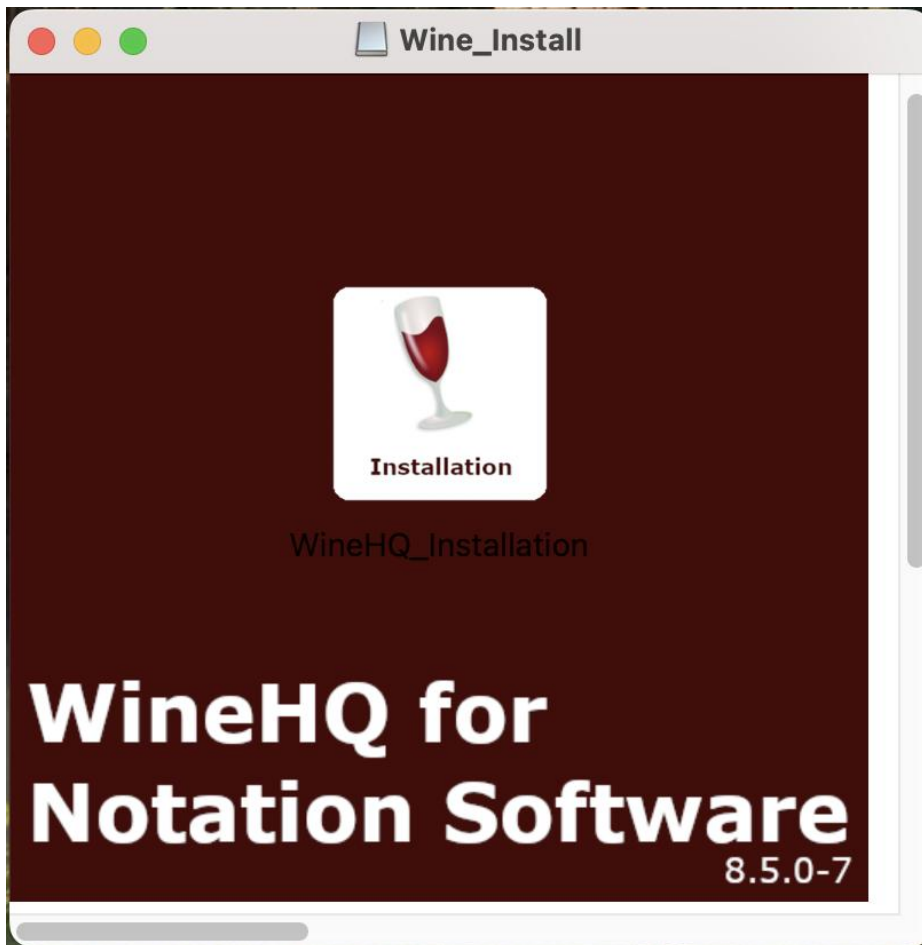 Wine_Install
Installation
WineHQ_Installation
WineHQ for
Notation Software
8.5.0-7